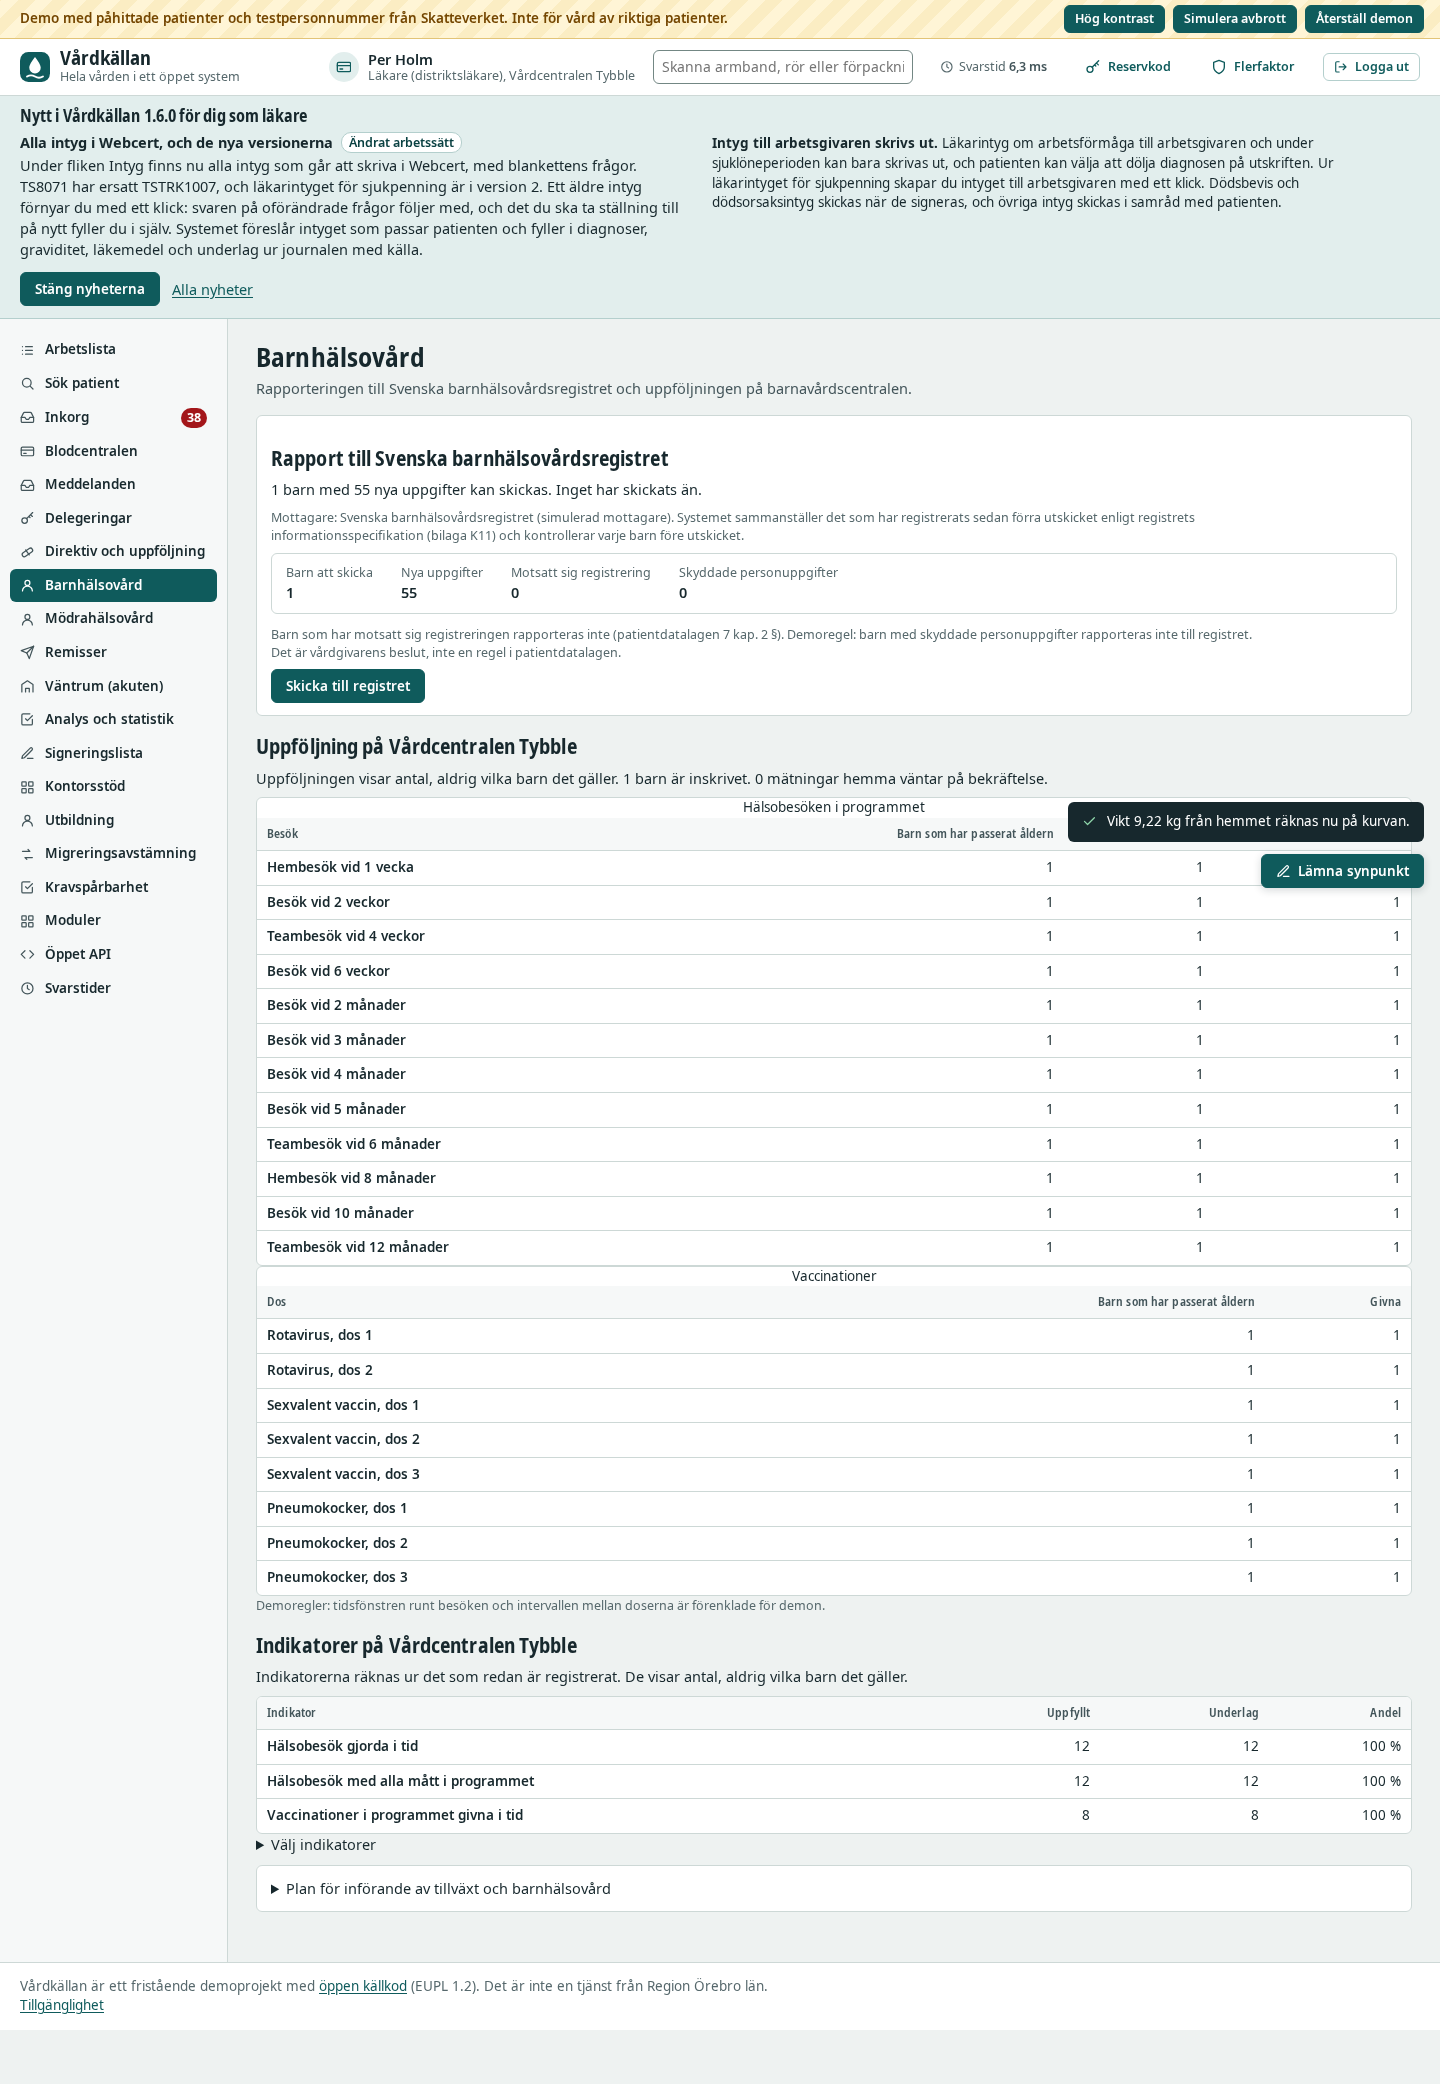 Demo med påhittade patienter och testpersonnummer från Skatteverket. Inte för vård av riktiga patienter.
Hög kontrast
Simulera avbrott
Återställ demon
Vårdkällan
Hela vården i ett öppet system
Per Holm
Läkare (distriktsläkare), Vårdcentralen Tybble
Skanna armband, rör eller förpackni
Svarstid 6,3 ms
Reservkod
Flerfaktor
Logga ut
Nytt i Vårdkällan 1.6.0 för dig som läkare
Alla intyg i Webcert, och de nya versionerna
Ändrat arbetssätt
Under fliken Intyg finns nu alla intyg som går att skriva i Webcert, med blankettens frågor.
TS8071 har ersatt TSTRK1007, och läkarintyget för sjukpenning är i version 2. Ett äldre intyg
förnyar du med ett klick: svaren på oförändrade frågor följer med, och det du ska ta ställning till
på nytt fyller du i själv. Systemet föreslår intyget som passar patienten och fyller i diagnoser,
graviditet, läkemedel och underlag ur journalen med källa.
Intyg till arbetsgivaren skrivs ut. Läkarintyg om arbetsförmåga till arbetsgivaren och under
sjuklöneperioden kan bara skrivas ut, och patienten kan välja att dölja diagnosen på utskriften. Ur
läkarintyget för sjukpenning skapar du intyget till arbetsgivaren med ett klick. Dödsbevis och
dödsorsaksintyg skickas när de signeras, och övriga intyg skickas i samråd med patienten.
Stäng nyheterna
Alla nyheter
Arbetslista
Sök patient
Inkorg
38
Blodcentralen
Meddelanden
Delegeringar
Direktiv och uppföljning
Barnhälsovård
Mödrahälsovård
Remisser
Väntrum (akuten)
Analys och statistik
Signeringslista
Kontorsstöd
Utbildning
Migreringsavstämning
Kravspårbarhet
Moduler
Öppet API
Svarstider
Barnhälsovård
Rapporteringen till Svenska barnhälsovårdsregistret och uppföljningen på barnavårdscentralen.
Rapport till Svenska barnhälsovårdsregistret
1 barn med 55 nya uppgifter kan skickas. Inget har skickats än.
Mottagare: Svenska barnhälsovårdsregistret (simulerad mottagare). Systemet sammanställer det som har registrerats sedan förra utskicket enligt registrets
informationsspecifikation (bilaga K11) och kontrollerar varje barn före utskicket.
Barn att skicka
1
Nya uppgifter
55
Motsatt sig registrering
0
Skyddade personuppgifter
0
Barn som har motsatt sig registreringen rapporteras inte (patientdatalagen 7 kap. 2 §). Demoregel: barn med skyddade personuppgifter rapporteras inte till registret.
Det är vårdgivarens beslut, inte en regel i patientdatalagen.
Skicka till registret
Uppföljning på Vårdcentralen Tybble
Uppföljningen visar antal, aldrig vilka barn det gäller. 1 barn är inskrivet. 0 mätningar hemma väntar på bekräftelse.
Hälsobesöken i programmet
Besök Barn som har passerat åldern
Vikt 9,22 kg från hemmet räknas nu på kurvan.
Hembesök vid 1 vecka 1 1
Lämna synpunkt
Besök vid 2 veckor 1 1 1
Teambesök vid 4 veckor 1 1 1
Besök vid 6 veckor 1 1 1
Besök vid 2 månader 1 1 1
Besök vid 3 månader 1 1 1
Besök vid 4 månader 1 1 1
Besök vid 5 månader 1 1 1
Teambesök vid 6 månader 1 1 1
Hembesök vid 8 månader 1 1 1
Besök vid 10 månader 1 1 1
Teambesök vid 12 månader 1 1 1
Vaccinationer
Dos Barn som har passerat åldern Givna
Rotavirus, dos 1 1 1
Rotavirus, dos 2 1 1
Sexvalent vaccin, dos 1 1 1
Sexvalent vaccin, dos 2 1 1
Sexvalent vaccin, dos 3 1 1
Pneumokocker, dos 1 1 1
Pneumokocker, dos 2 1 1
Pneumokocker, dos 3 1 1
Demoregler: tidsfönstren runt besöken och intervallen mellan doserna är förenklade för demon.
Indikatorer på Vårdcentralen Tybble
Indikatorerna räknas ur det som redan är registrerat. De visar antal, aldrig vilka barn det gäller.
Indikator Uppfyllt Underlag Andel
Hälsobesök gjorda i tid 12 12 100 %
Hälsobesök med alla mått i programmet 12 12 100 %
Vaccinationer i programmet givna i tid 8 8 100 %
Välj indikatorer
Plan för införande av tillväxt och barnhälsovård
Vårdkällan är ett fristående demoprojekt med öppen källkod (EUPL 1.2). Det är inte en tjänst från Region Örebro län.
Tillgänglighet